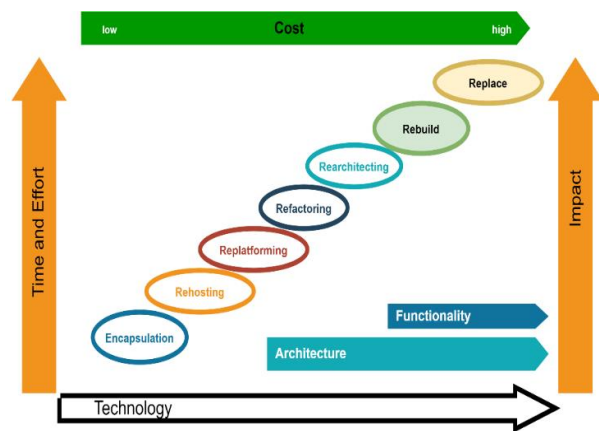 low Cost high
Replace
Rebuild
Rearchitecting
Refactoring
Replatforming
Rehosting
Encapsulation
Time and Effort
Impact
Functionality
Architecture
Technology